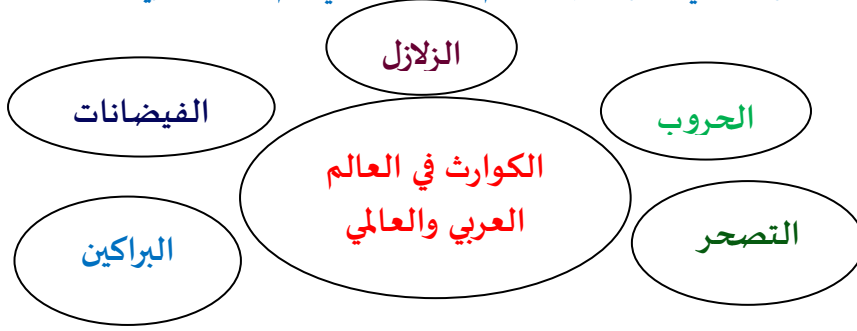 الزلازل
الفيضانات
الحروب
الكوارث في العالم
العربي والعالمي
التصحر
البراكين